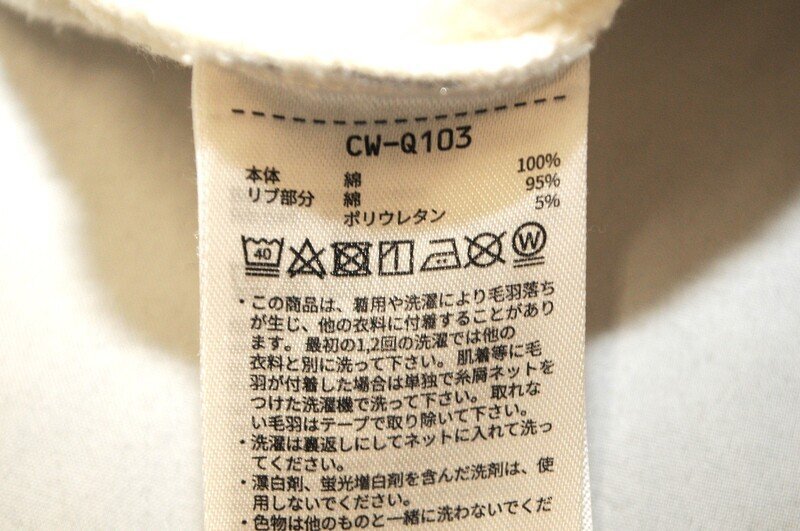 CW-Q103
本体 綿 100%
リブ部分 綿 95%
ポリウレタン 5%
40 W
・この商品は、着用や洗濯により毛羽落ち
が生じ、他の衣料に付着することがあり
ます。最初の1,2回の洗濯では他の
衣料と別に洗って下さい。肌着等に毛
羽が付着した場合は単独で糸屑ネットを
つけた洗濯機で洗って下さい。取れな
い毛羽はテープで取り除いて下さい。
・洗濯は裏返しにしてネットに入れて洗っ
てください。
・漂白剤、蛍光増白剤を含んだ洗剤は、使
用しないでください。
・色物は他のものと一緒に洗わないでくだ